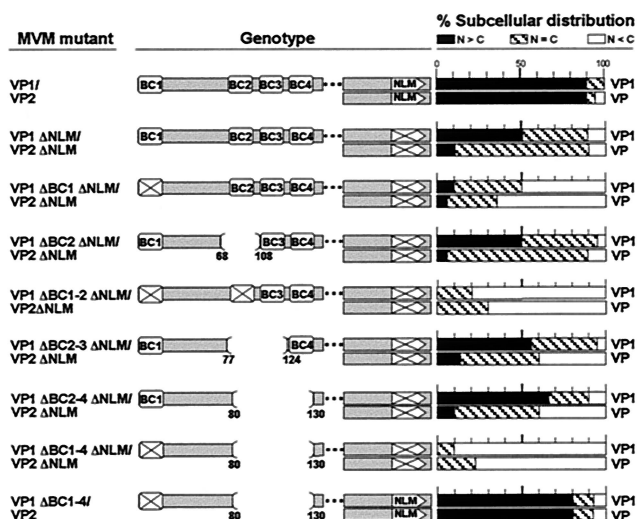 % Subcellular distribution
MVM mutant Genotype N > C N = C N < C
0 50 100
VP1/ BC1 BC2 BC3 BC4 NLM VP1
VP2 NLM VP2
VP1 ΔNLM/ BC1 BC2 BC3 BC4 VP1
VP2 ΔNLM VP
VP1 ΔBC1 ΔNLM/ BC2 BC3 BC4 VP1
VP2 ΔNLM VP
VP1 ΔBC2 ΔNLM/ BC1 BC3 BC4 VP1
VP2 ΔNLM 68 108 VP
VP1 ΔBC1-2 ΔNLM/ BC3 BC4 VP1
VP2ΔNLM VP
VP1 ΔBC2-3 ΔNLM/ BC1 BC4 VP1
VP2 ΔNLM 77 124 VP
VP1 ΔBC2-4 ΔNLM/ BC1 VP1
VP2 ΔNLM 80 130 VP
VP1 ΔBC1-4 ΔNLM/ VP1
VP2 ΔNLM 80 130 VP
VP1 ΔBC1-4/ NLM VP1
VP2 80 130 NLM VP